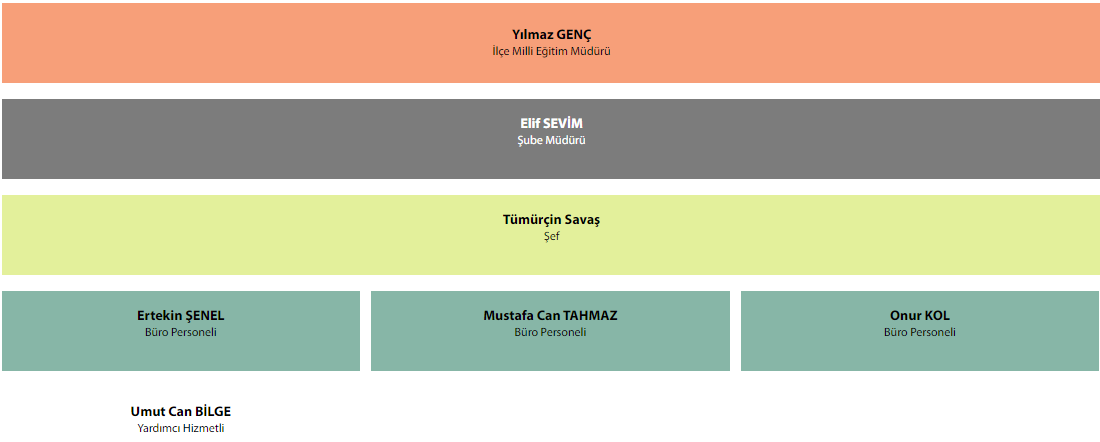 Yılmaz GENÇ
İlçe Milli Eğitim Müdürü
Elif SEVİM
Şube Müdürü
Tümürçin Savaş
Şef
Ertekin ŞENEL
Büro Personeli
Mustafa Can TAHMAZ
Büro Personeli
Onur KOL
Büro Personeli
Umut Can BİLGE
Yardımcı Hizmetli